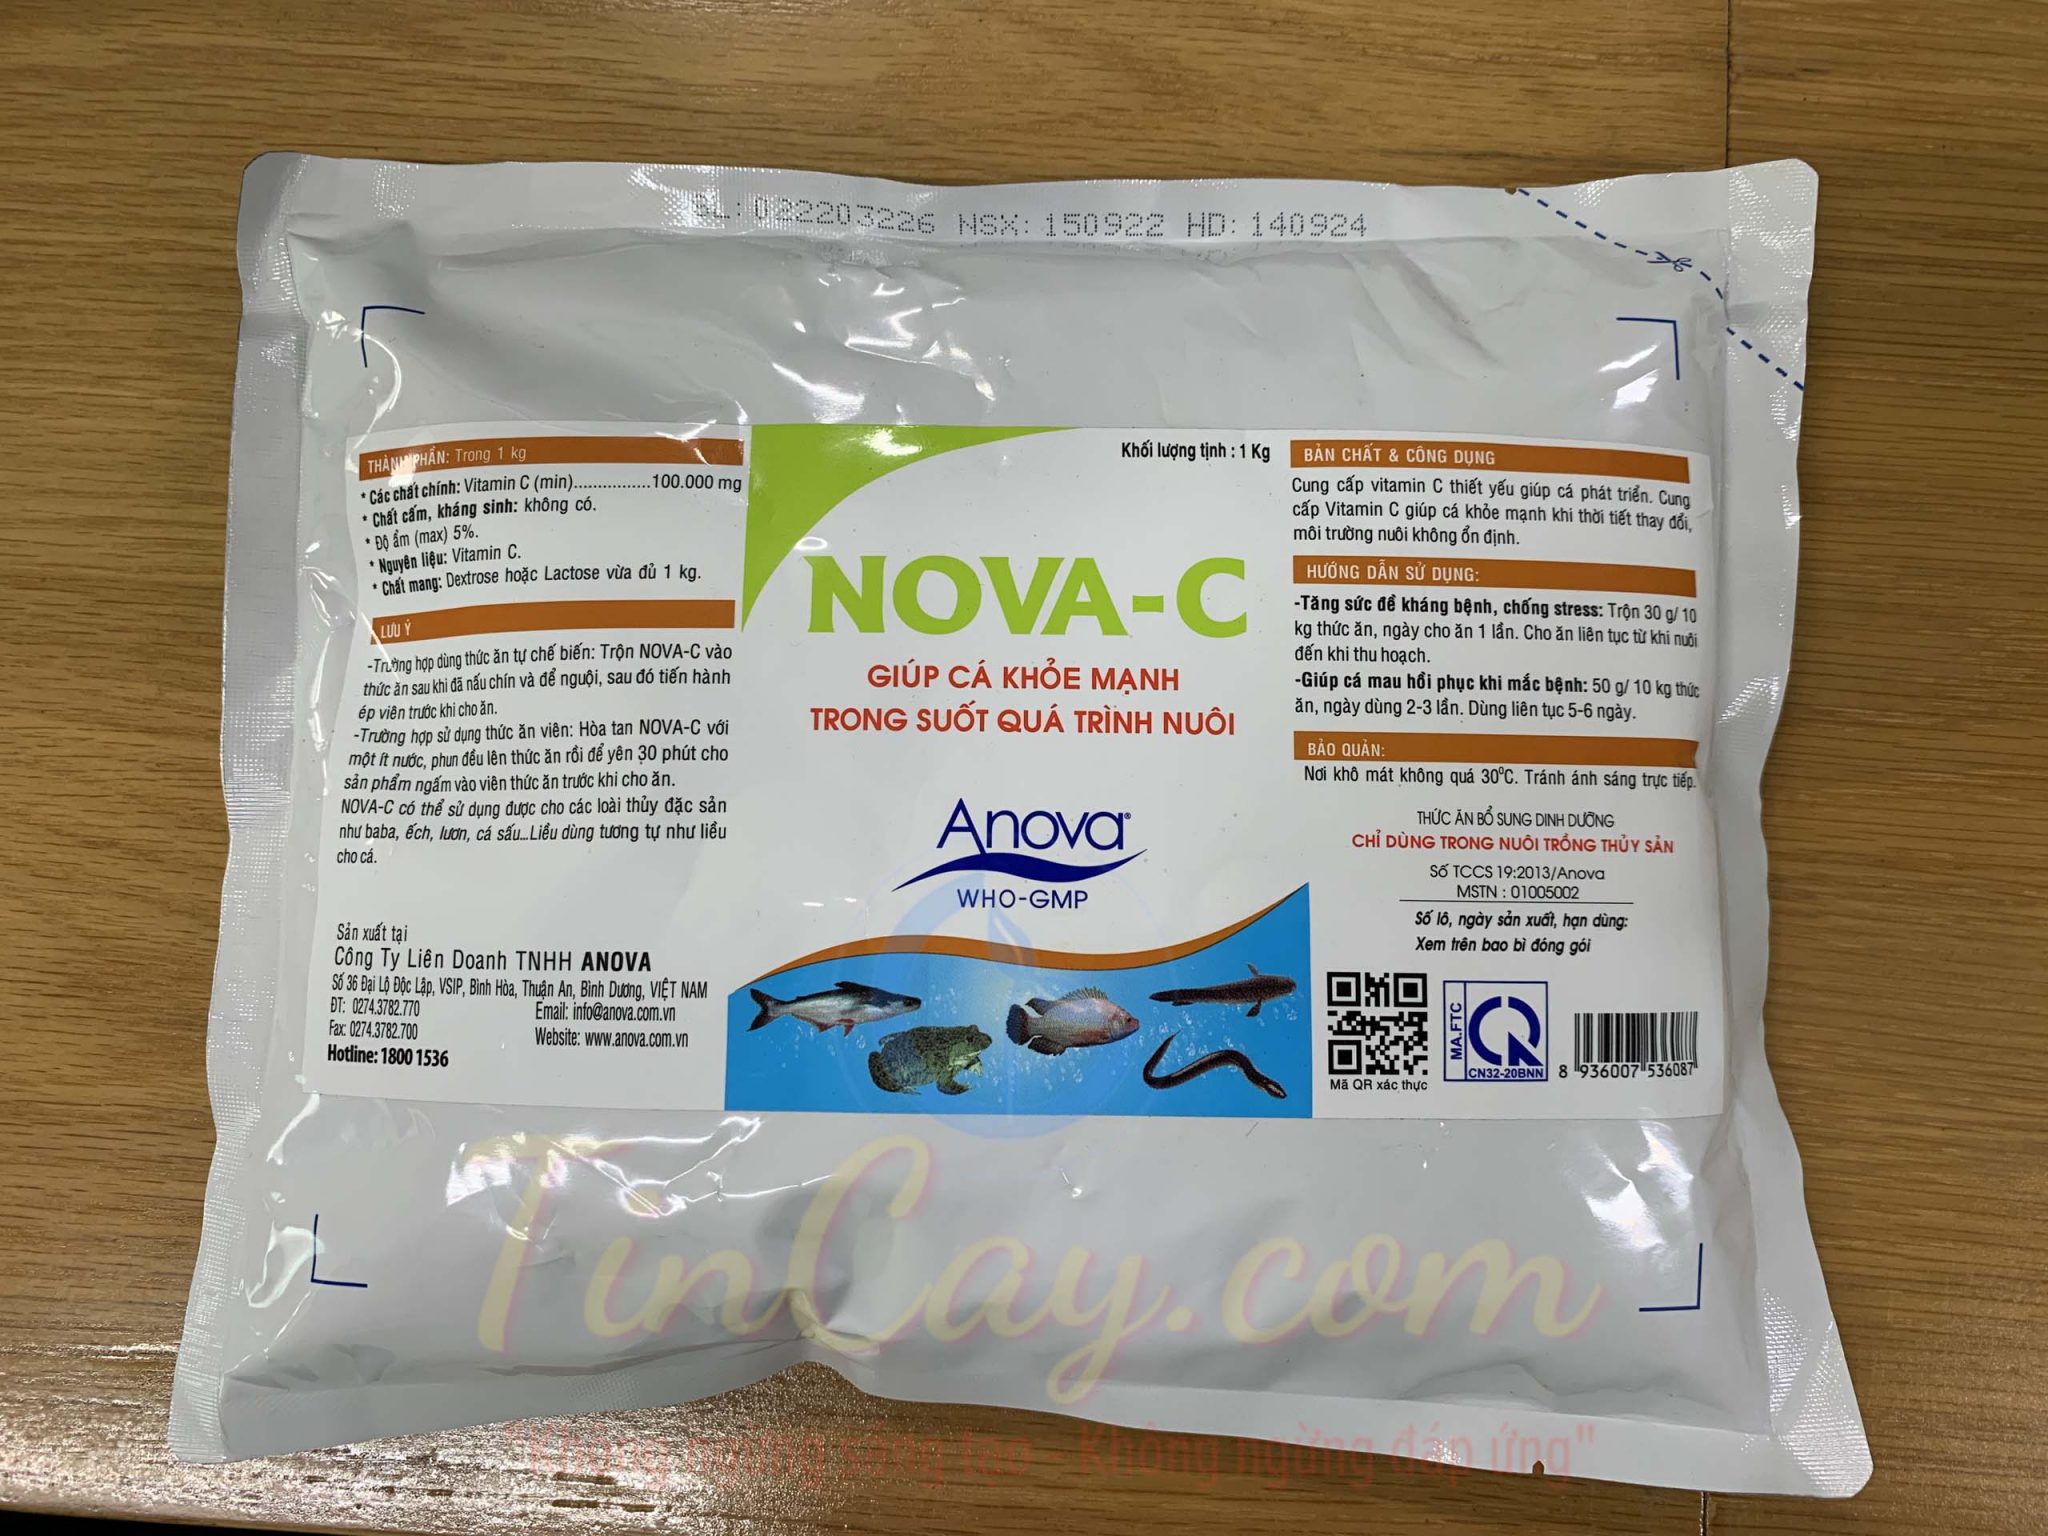 SL: 022203226 NSX: 150922 HD: 140924
THÀNH PHẦN: Trong 1 kg
* Các chất chính: Vitamin C (min)................100.000 mg
* Chất cấm, kháng sinh: không có.
* Độ ẩm (max) 5%.
* Nguyên liệu: Vitamin C.
* Chất mang: Dextrose hoặc Lactose vừa đủ 1 kg.
LƯU Ý
-Trường hợp dùng thức ăn tự chế biến: Trộn NOVA-C vào
thức ăn sau khi đã nấu chín và để nguội, sau đó tiến hành
ép viên trước khi cho ăn.
-Trường hợp sử dụng thức ăn viên: Hòa tan NOVA-C với
một ít nước, phun đều lên thức ăn rồi để yên 30 phút cho
sản phẩm ngấm vào viên thức ăn trước khi cho ăn.
NOVA-C có thể sử dụng được cho các loài thủy đặc sản
như baba, ếch, lươn, cá sấu...Liều dùng tương tự như liều
cho cá.
Sản xuất tại
Công Ty Liên Doanh TNHH ANOVA
Số 36 Đại Lộ Độc Lập, VSIP, Bình Hòa, Thuận An, Bình Dương, VIỆT NAM
ĐT: 0274.3782.770 Email: info@anova.com.vn
Fax: 0274.3782.700 Website: www.anova.com.vn
Hotline: 1800 1536
Khối lượng tịnh : 1 Kg
NOVA-C
GIÚP CÁ KHỎE MẠNH
TRONG SUỐT QUÁ TRÌNH NUÔI
Anova®
WHO-GMP
BẢN CHẤT & CÔNG DỤNG
Cung cấp vitamin C thiết yếu giúp cá phát triển. Cung
cấp Vitamin C giúp cá khỏe mạnh khi thời tiết thay đổi,
môi trường nuôi không ổn định.
HƯỚNG DẪN SỬ DỤNG:
-Tăng sức đề kháng bệnh, chống stress: Trộn 30 g/ 10
kg thức ăn, ngày cho ăn 1 lần. Cho ăn liên tục từ khi nuôi
đến khi thu hoạch.
-Giúp cá mau hồi phục khi mắc bệnh: 50 g/ 10 kg thức
ăn, ngày dùng 2-3 lần. Dùng liên tục 5-6 ngày.
BẢO QUẢN:
Nơi khô mát không quá 30⁰C. Tránh ánh sáng trực tiếp.
THỨC ĂN BỔ SUNG DINH DƯỠNG
CHỈ DÙNG TRONG NUÔI TRỒNG THỦY SẢN
Số TCCS 19:2013/Anova
MSTN : 01005002
Số lô, ngày sản xuất, hạn dùng:
Xem trên bao bì đóng gói
Mã QR xác thực
MA.FTC
CN32-20BNN
8 936007 536087
TinCay.com
"Không ngừng sáng tạo - Không ngừng đáp ứng"